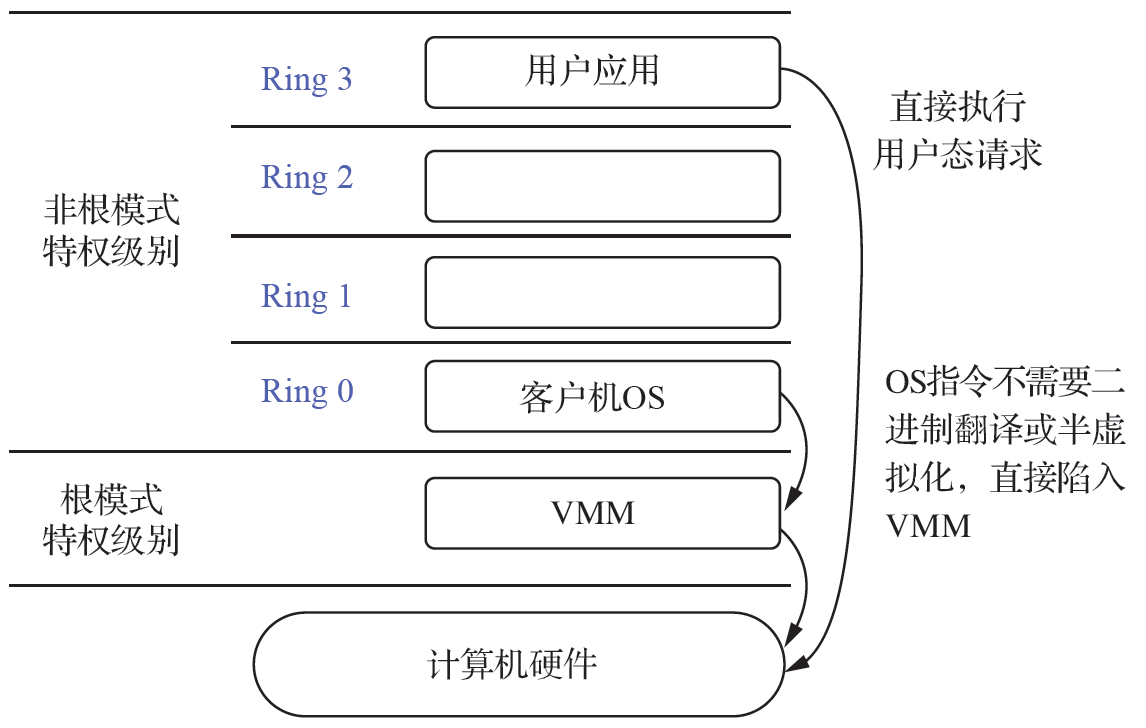 Ring 3
用户应用
直接执行
用户态请求
Ring 2
非根模式
特权级别
Ring 1
Ring 0
客户机OS
OS指令不需要二
进制翻译或半虚
拟化，直接陷入
VMM
根模式
特权级别
VMM
计算机硬件